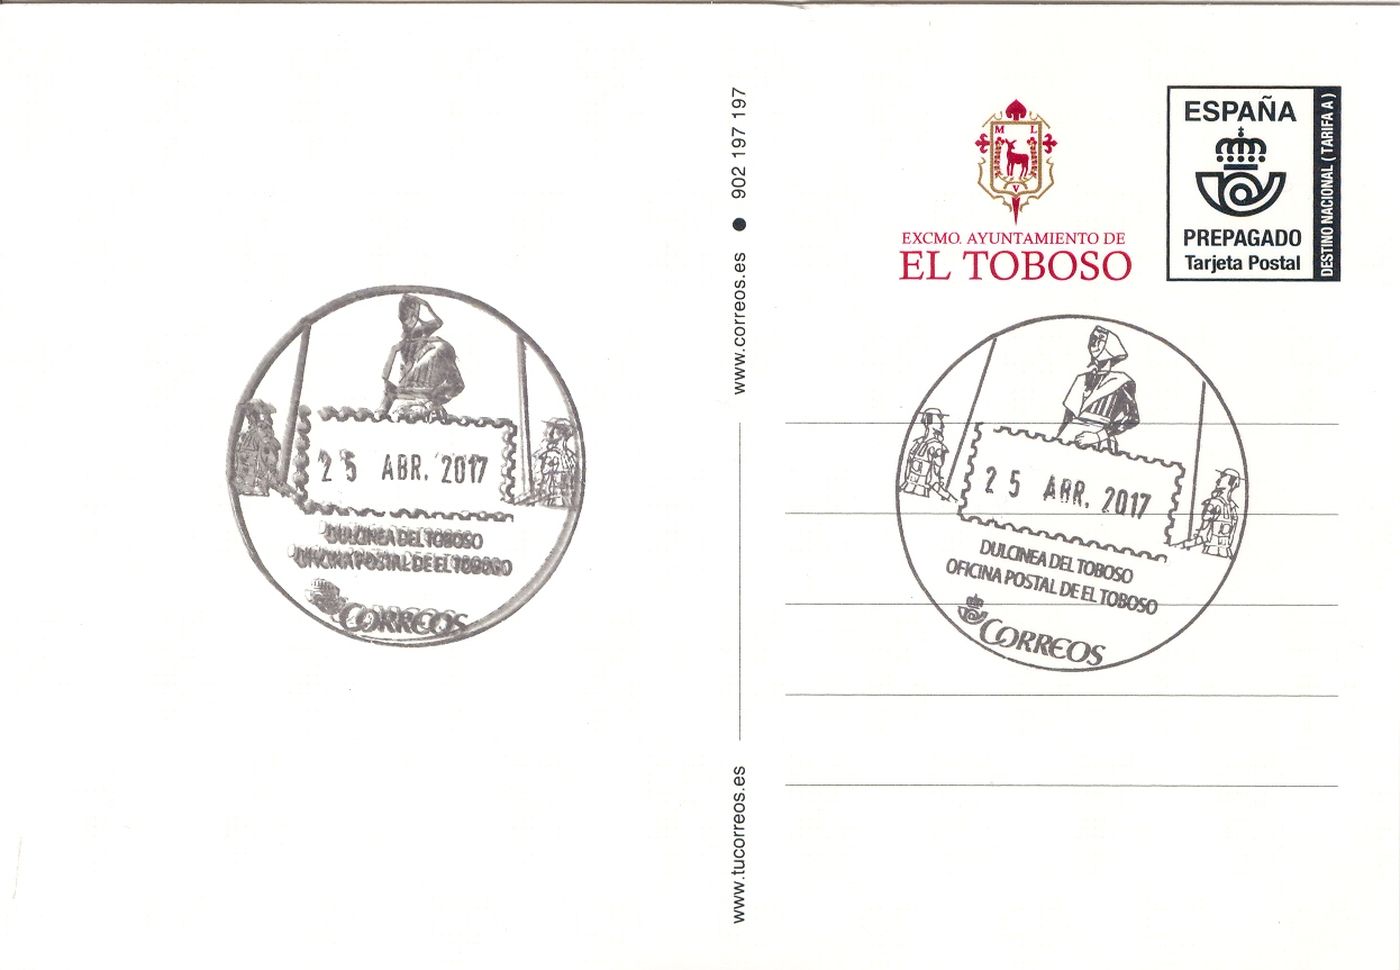 25 ABR. 2017
DULCINEA DEL TOBOSO
OFICINA POSTAL DE EL TOBOSO
CORREOS
www.tucorreos.es
www.correos.es ● 902 197 197
M L
V
EXCMO. AYUNTAMIENTO DE
EL TOBOSO
ESPAÑA
PREPAGADO
Tarjeta Postal
DESTINO NACIONAL ( TARIFA A )
25 ABR. 2017
DULCINEA DEL TOBOSO
OFICINA POSTAL DE EL TOBOSO
CORREOS